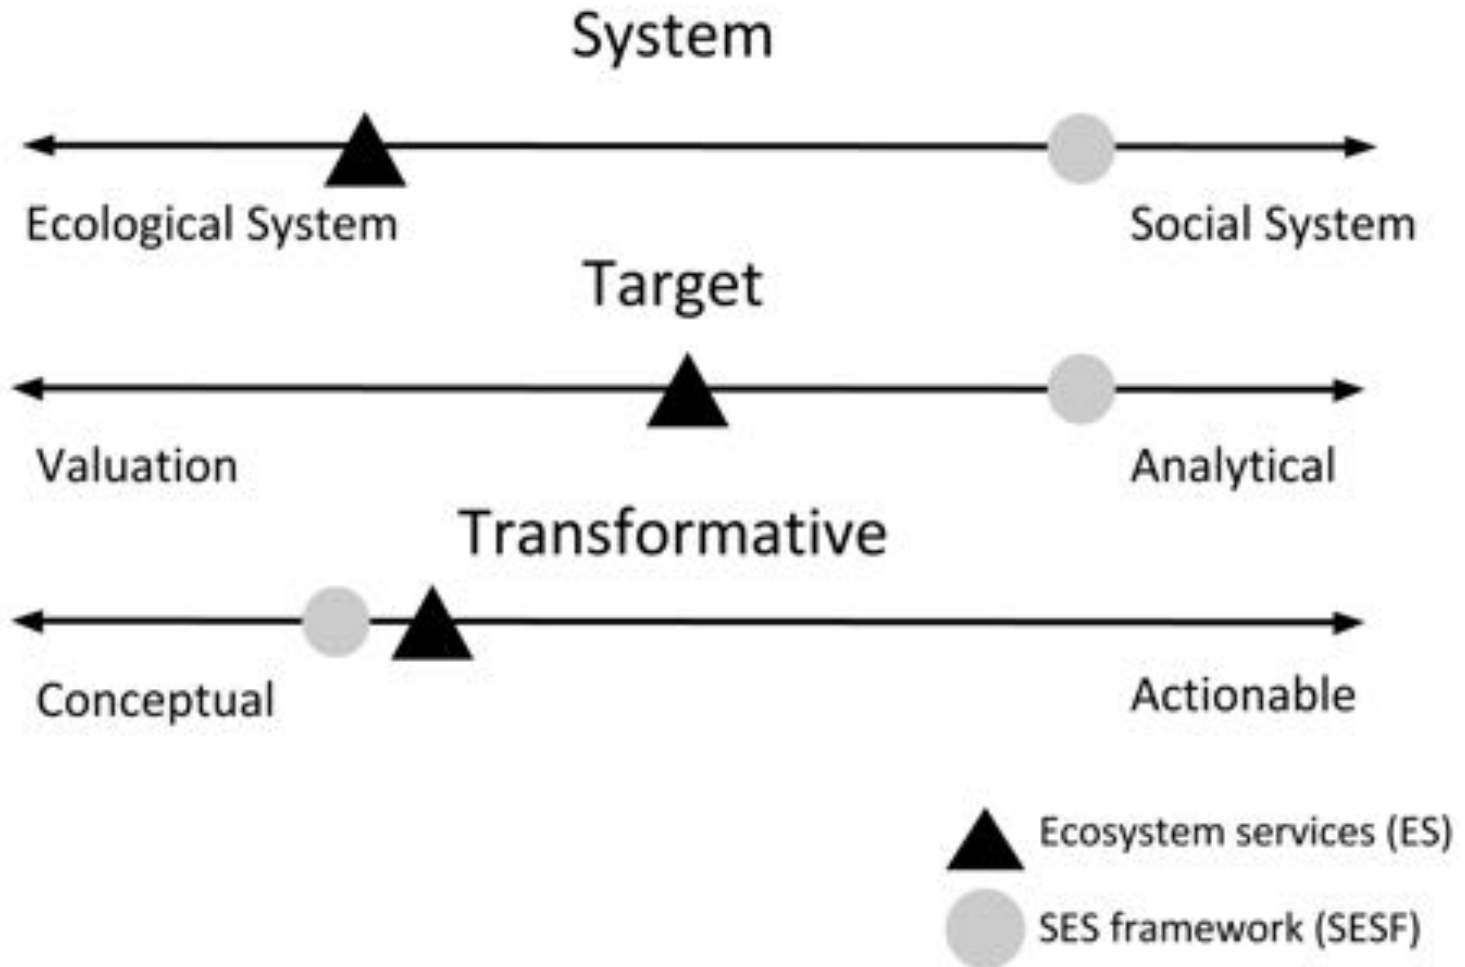 System
Ecological System Social System
Target
Valuation Analytical
Transformative
Conceptual Actionable
Ecosystem services (ES)
SES framework (SESF)